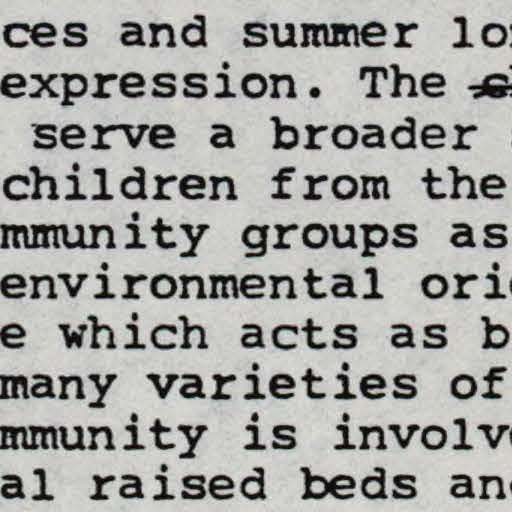 ces and summer lo
expression. The
serve a broader
children from the
mmunity groups as
environmental ori
e which acts as b
many varieties of
mmunity is involv
al raised beds an